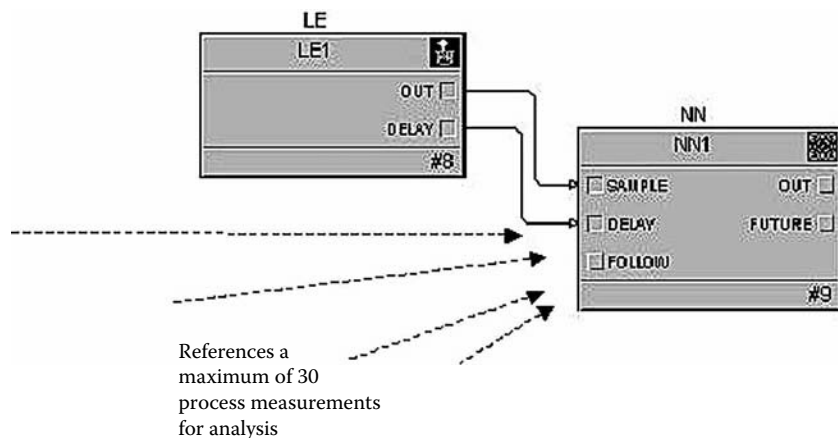 LE
LE1
OUT
DELAY
#8
NN
NN1
SAMPLE OUT
DELAY FUTURE
FOLLOW
#9
References a
maximum of 30
process measurements
for analysis